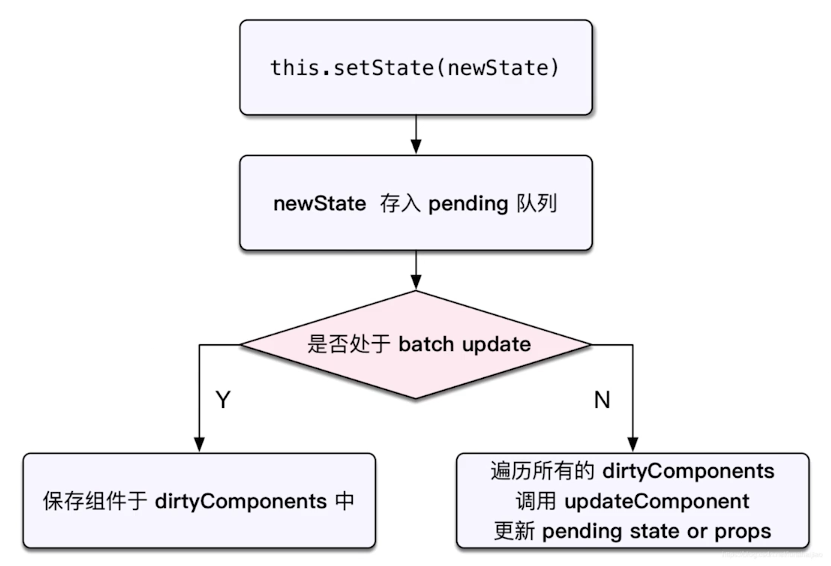 this.setState(newState)
newState 存入 pending 队列
是否处于 batch update
Y
N
保存组件于 dirtyComponents 中
遍历所有的 dirtyComponents
调用 updateComponent
更新 pending state or props